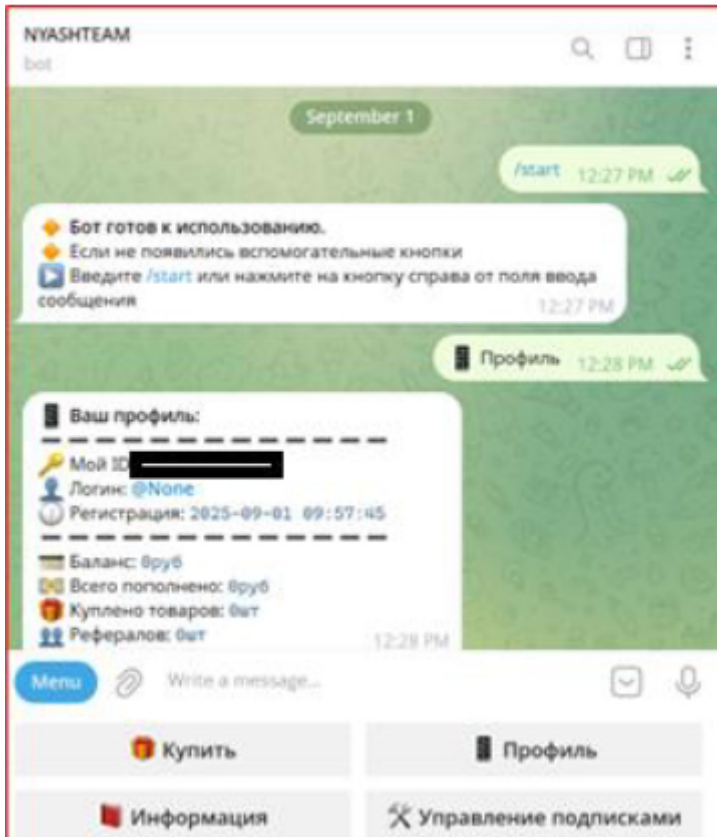 NYASHTEAM
bot
September 1
/start 12:27 PM
Бот готов к использованию.
Если не появились вспомогательные кнопки
Введите /start или нажмите на кнопку справа от поля ввода
сообщения 12:27 PM
Профиль 12:28 PM
Ваш профиль:
Мой ID
Логин: @None
Регистрация: 2025-09-01 09:57:45
Баланс: 0руб
Всего пополнено: 0руб
Куплено товаров: 0шт
Рефералов: 0шт 12:28 PM
Menu Write a message...
Купить Профиль
Информация Управление подписками